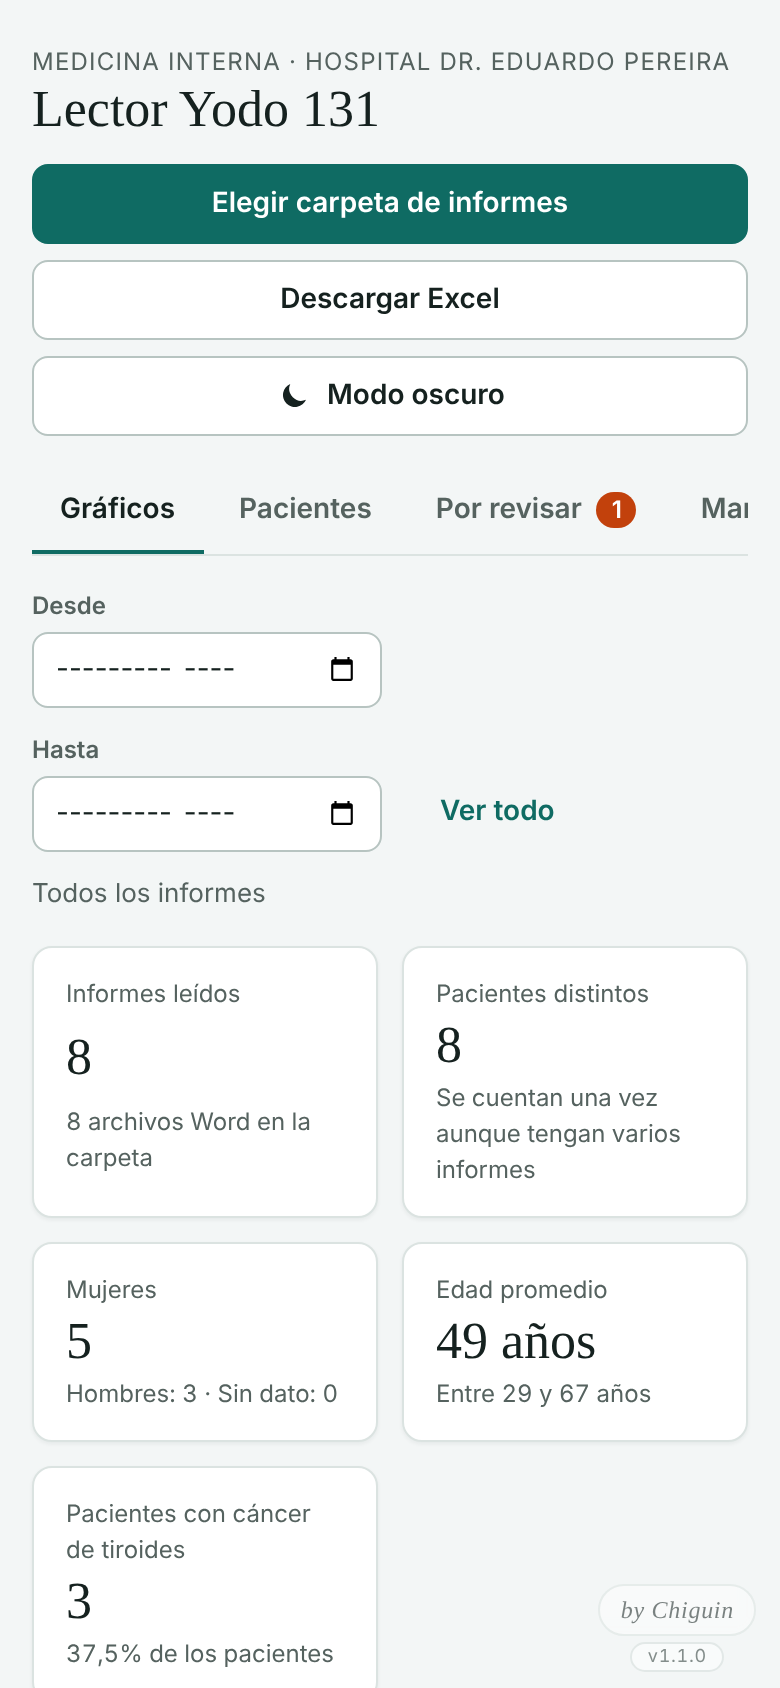 MEDICINA INTERNA · HOSPITAL DR. EDUARDO PEREIRA
Lector Yodo 131
Elegir carpeta de informes
Descargar Excel
Modo oscuro
Gráficos
Pacientes
Por revisar 1
Mar
Desde
--------- ----
Hasta
--------- ----
Ver todo
Todos los informes
Informes leídos
8
8 archivos Word en la
carpeta
Pacientes distintos
8
Se cuentan una vez
aunque tengan varios
informes
Mujeres
5
Hombres: 3 · Sin dato: 0
Edad promedio
49 años
Entre 29 y 67 años
Pacientes con cáncer
de tiroides
3
37,5% de los pacientes
by Chiguin
v1.1.0